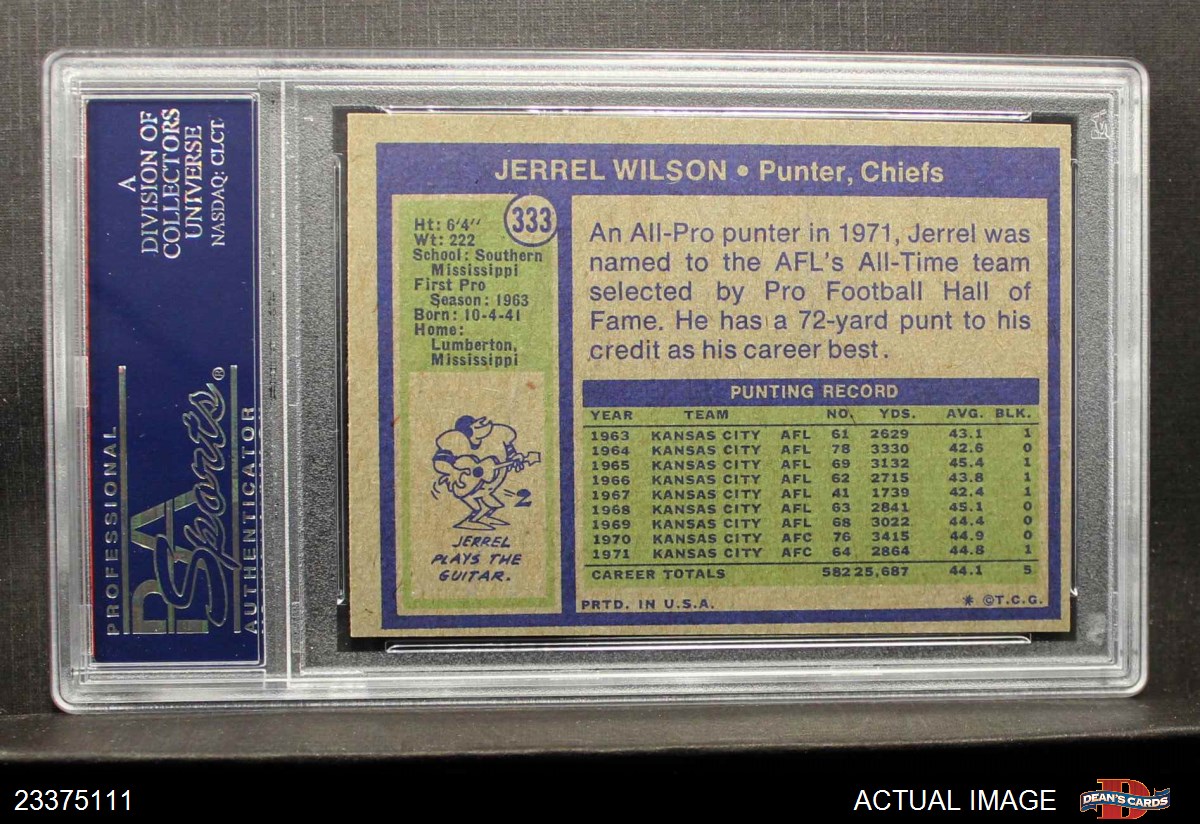 A
DIVISION OF
COLLECTORS
UNIVERSE
NASDAQ: CLCT
PROFESSIONAL
PSA
Sports®
AUTHENTICATOR
JERREL WILSON • Punter, Chiefs
333
Ht: 6'4"
Wt: 222
School: Southern
Mississippi
First Pro
Season: 1963
Born: 10-4-41
Home:
Lumberton,
Mississippi
2
JERREL
PLAYS THE
GUITAR.
An All-Pro punter in 1971, Jerrel was
named to the AFL's All-Time team
selected by Pro Football Hall of
Fame. He has a 72-yard punt to his
credit as his career best.
PUNTING RECORD
YEAR TEAM NO. YDS. AVG. BLK.
1963 KANSAS CITY AFL 61 2629 43.1 1
1964 KANSAS CITY AFL 78 3330 42.6 0
1965 KANSAS CITY AFL 69 3132 45.4 1
1966 KANSAS CITY AFL 62 2715 43.8 1
1967 KANSAS CITY AFL 41 1739 42.4 1
1968 KANSAS CITY AFL 63 2841 45.1 0
1969 KANSAS CITY AFL 68 3022 44.4 0
1970 KANSAS CITY AFC 76 3415 44.9 0
1971 KANSAS CITY AFC 64 2864 44.8 1
CAREER TOTALS 582 25,687 44.1 5
PRTD. IN U.S.A. * ©T.C.G.
23375111
ACTUAL IMAGE
DEAN'S CARDS